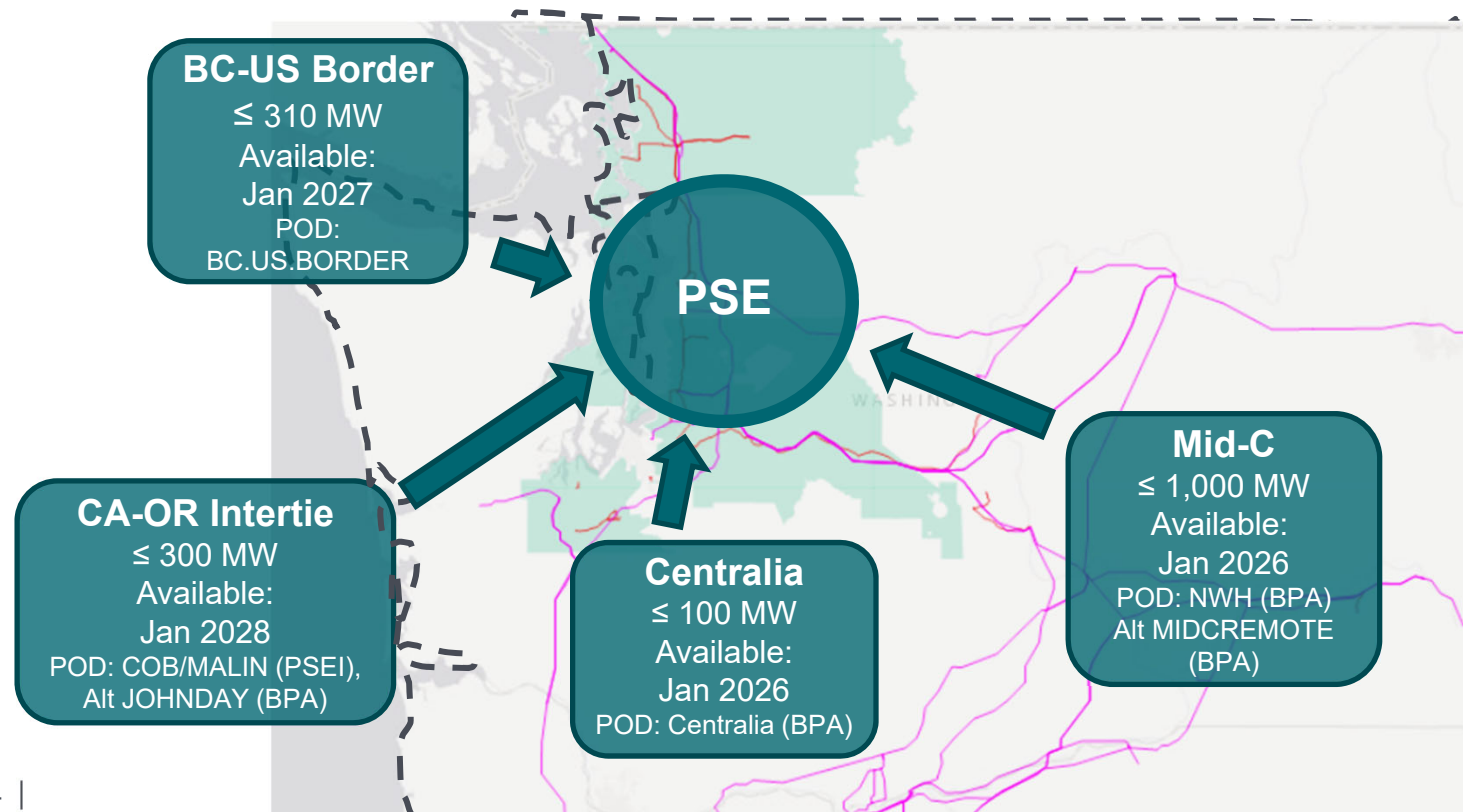 BC-US Border
≤ 310 MW
Available:
Jan 2027
POD:
BC.US.BORDER
PSE
WASHIN
CA-OR Intertie
≤ 300 MW
Available:
Jan 2028
POD: COB/MALIN (PSEI),
Alt JOHNDAY (BPA)
Centralia
≤ 100 MW
Available:
Jan 2026
POD: Centralia (BPA)
Mid-C
≤ 1,000 MW
Available:
Jan 2026
POD: NWH (BPA)
Alt MIDCREMOTE
(BPA)